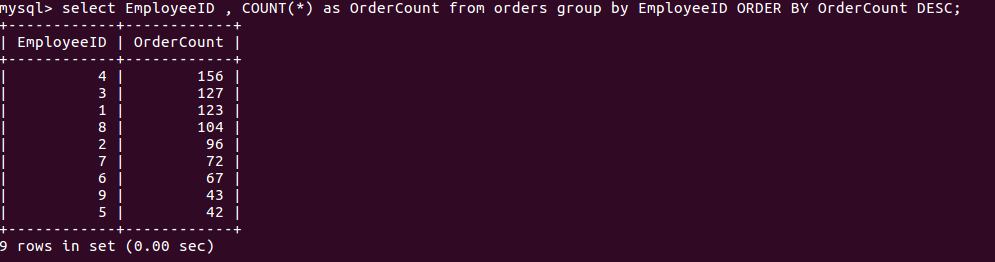 mysql> select EmployeeID , COUNT(*) as OrderCount from orders group by EmployeeID ORDER BY OrderCount DESC;
+------------+------------+
| EmployeeID | OrderCount |
+------------+------------+
|          4 |        156 |
|          3 |        127 |
|          1 |        123 |
|          8 |        104 |
|          2 |         96 |
|          7 |         72 |
|          6 |         67 |
|          9 |         43 |
|          5 |         42 |
+------------+------------+
9 rows in set (0.00 sec)